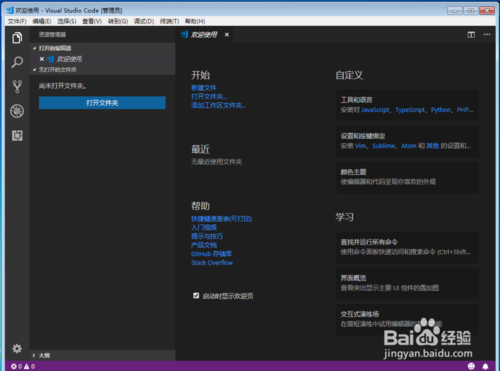 欢迎使用 - Visual Studio Code [管理员]
文件(F) 编辑(E) 选择(S) 查看(V) 转到(G) 调试(D) 终端(T) 帮助(H)
资源管理器
打开的编辑器
欢迎使用
无打开的文件夹
尚未打开文件夹。
打开文件夹
大纲
欢迎使用
开始
新建文件
打开文件夹...
添加工作区文件夹...
最近
无最近使用文件夹
帮助
快捷键速查表(可打印)
入门视频
提示与技巧
产品文档
GitHub 存储库
Stack Overflow
启动时显示欢迎页
自定义
工具和语言
安装对 JavaScript、TypeScript、Python、PHP...
设置和按键绑定
安装 Vim、Sublime、Atom 和 其他 的设置和...
颜色主题
使编辑器和代码呈现你喜欢的外观
学习
查找并运行所有命令
使用命令面板快速访问和搜索命令 (Ctrl+Shift...
界面概览
查看突出显示主要 UI 组件的叠加图
交互式演练场
在简短演练中试用编辑器的
Baidu经验
jingyan.baidu.com
0 0